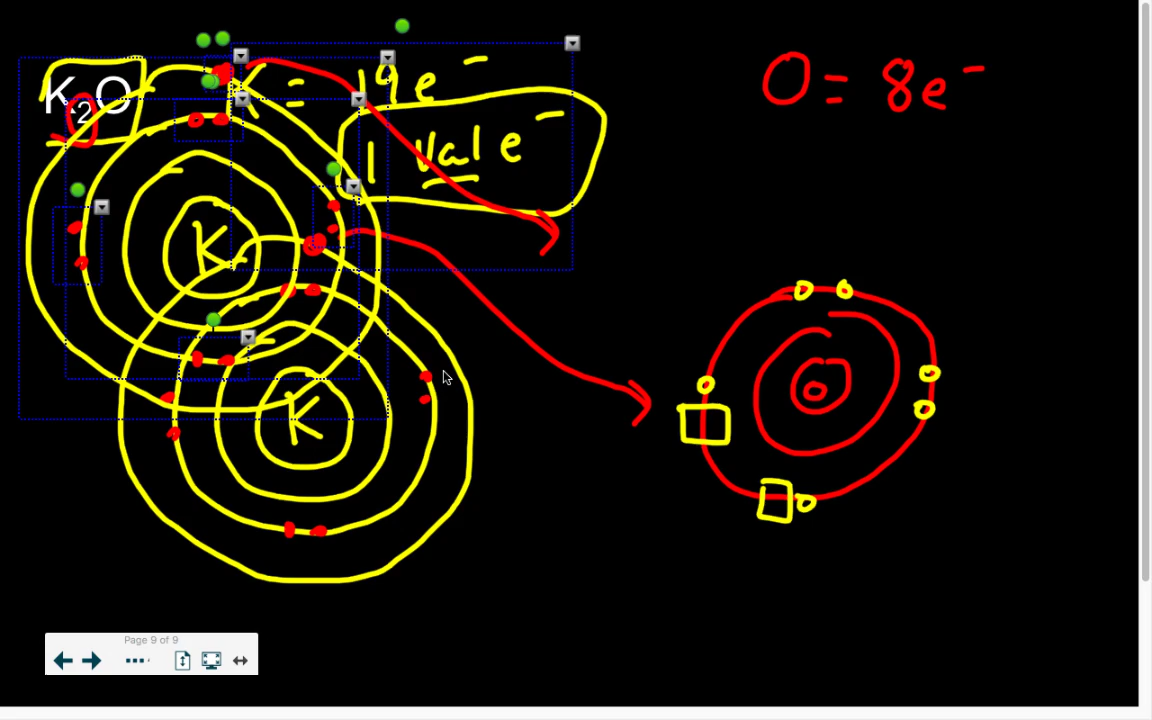 K₂O
K = 19e⁻
1 Val e⁻
O = 8e⁻
K
K
Page 9 of 9